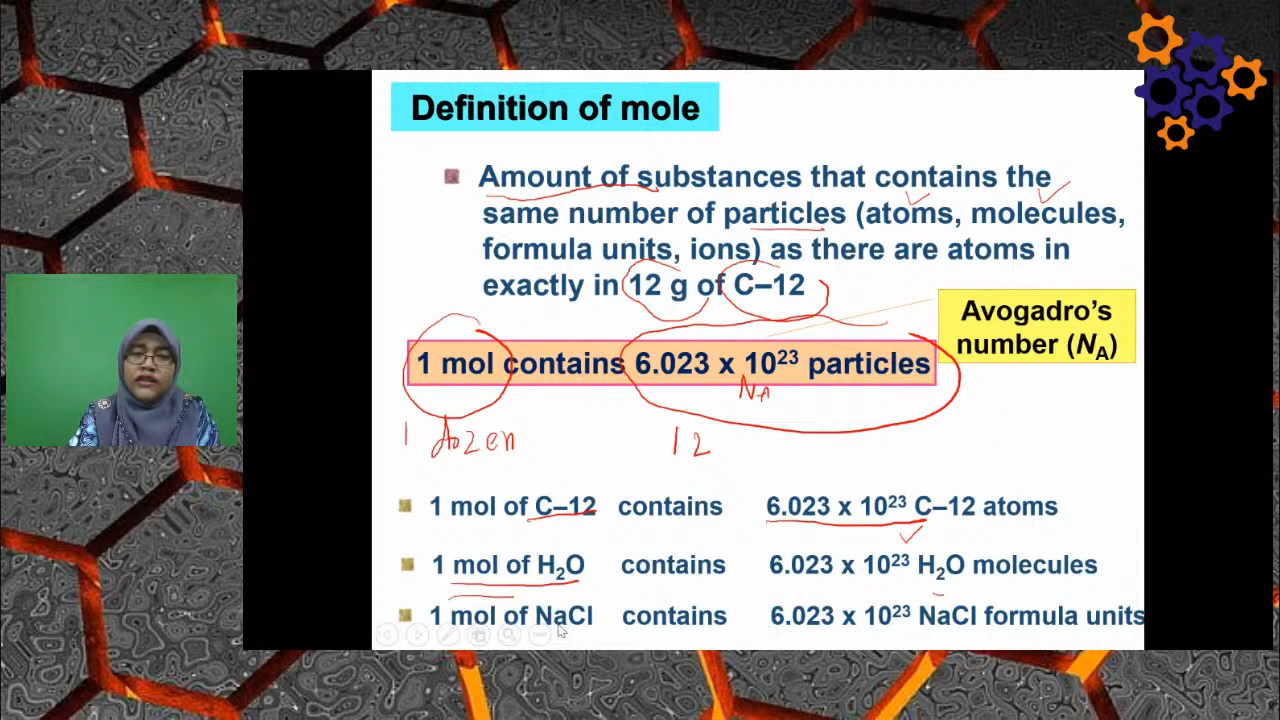 Definition of mole
Amount of substances that contains the
same number of particles (atoms, molecules,
formula units, ions) as there are atoms in
exactly in 12 g of C–12
Avogadro's
number (N_A)
1 mol contains 6.023 x 10²³ particles
NA
1 dozen 12
1 mol of C–12 contains 6.023 x 10²³ C–12 atoms
1 mol of H₂O contains 6.023 x 10²³ H₂O molecules
1 mol of NaCl contains 6.023 x 10²³ NaCl formula units